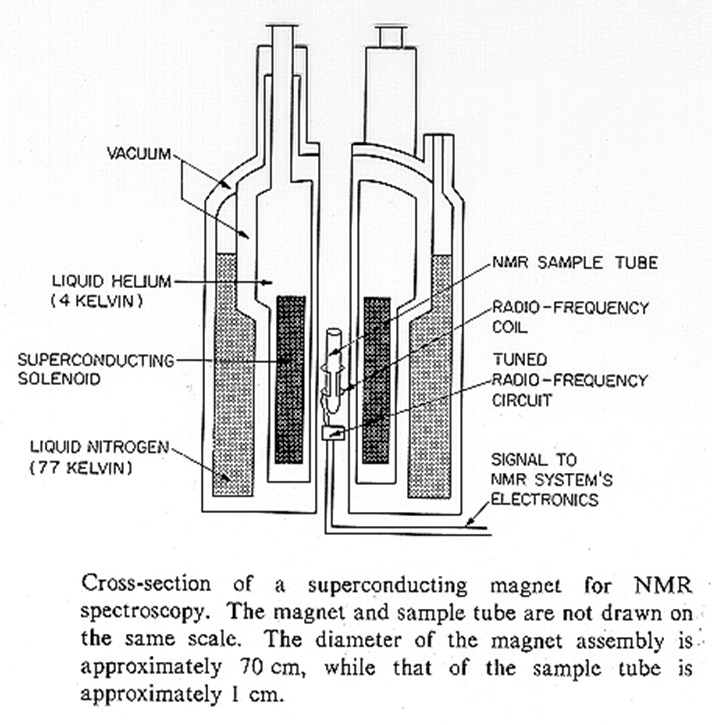 VACUUM
LIQUID HELIUM
(4 KELVIN)
SUPERCONDUCTING
SOLENOID
LIQUID NITROGEN
(77 KELVIN)
NMR SAMPLE TUBE
RADIO-FREQUENCY
COIL
TUNED
RADIO-FREQUENCY
CIRCUIT
SIGNAL TO
NMR SYSTEM'S
ELECTRONICS
Cross-section of a superconducting magnet for NMR
spectroscopy. The magnet and sample tube are not drawn on
the same scale. The diameter of the magnet assembly is
approximately 70 cm, while that of the sample tube is
approximately 1 cm.